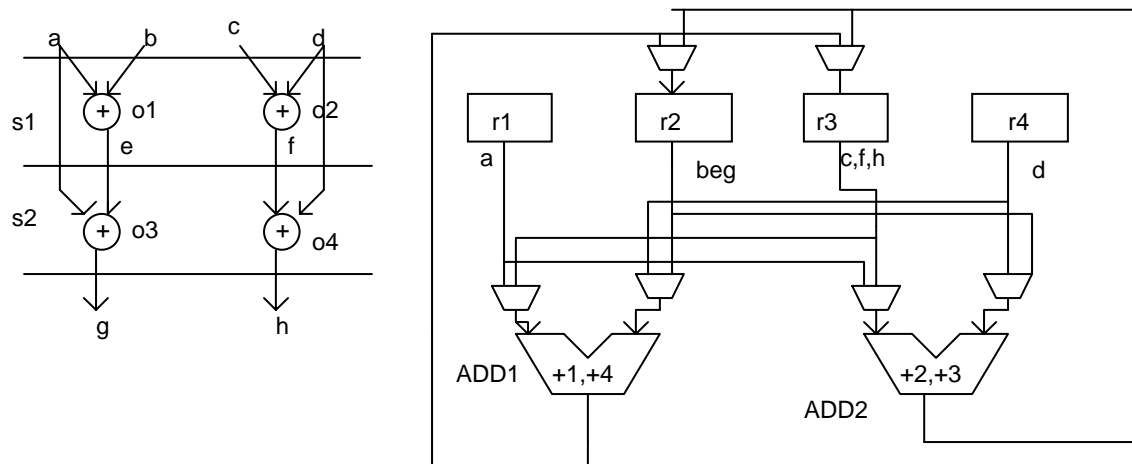 a b c d
s1 + o1 + o2
e f
s2 + o3 + o4
g h
r1 r2 r3 r4
a beg c,f,h d
ADD1 +1,+4 +2,+3
ADD2